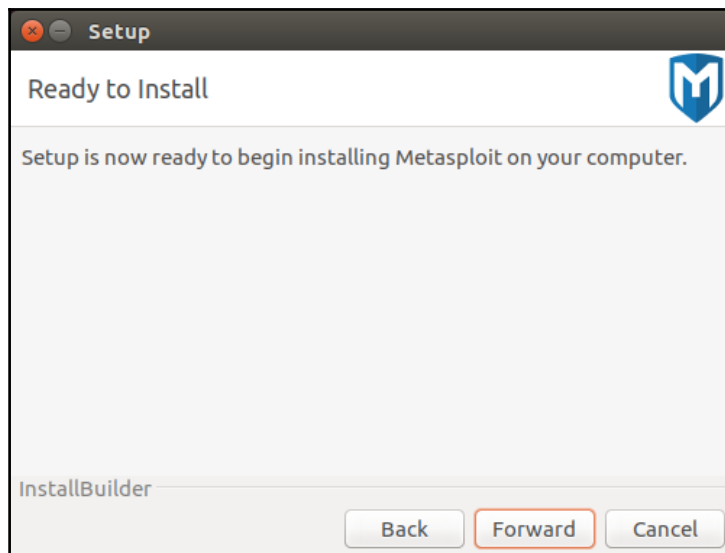 Setup
Ready to Install
M
Setup is now ready to begin installing Metasploit on your computer.
InstallBuilder
Back Forward Cancel